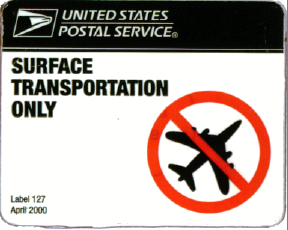 UNITED STATES
POSTAL SERVICE®
SURFACE
TRANSPORTATION
ONLY
Label 127
April 2000